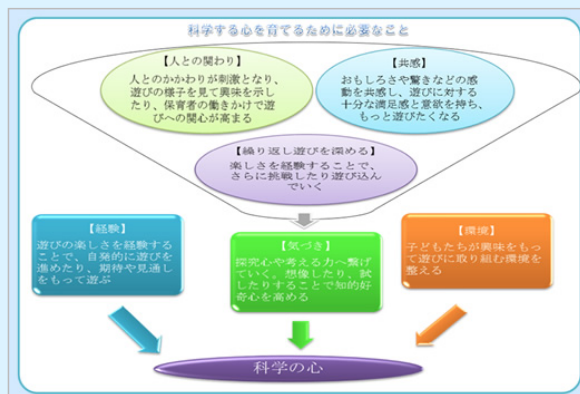 科学する心を育てるために必要なこと
【人との関わり】
人とのかかわりが刺激となり、
遊びの様子を見て興味を示し
たり、保育者の働きかけで遊
びへの関心が高まる
【共感】
おもしろさや驚きなどの感
動を共感し、遊びに対する
十分な満足感と意欲を持ち、
もっと遊びたくなる
【繰り返し遊びを深める】
楽しさを経験することで、
さらに挑戦したり遊び込ん
でいく
【経験】
遊びの楽しさを経験するこ
とで、自発的に遊びを
進めたり、期待や見通し
をもって遊ぶ
【気づき】
探究心や考える力へ繋げ
ていく。想像したり、試
したりすることで知的好
奇心を高める
【環境】
子どもたちが興味をもっ
て遊びに取り組む環境を
整える
科学の心